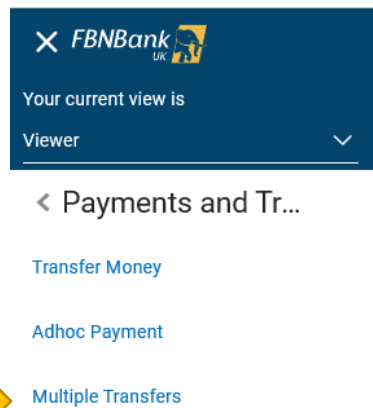 FBNBank
UK
Your current view is
Viewer
Payments and Tr...
Transfer Money
Adhoc Payment
Multiple Transfers